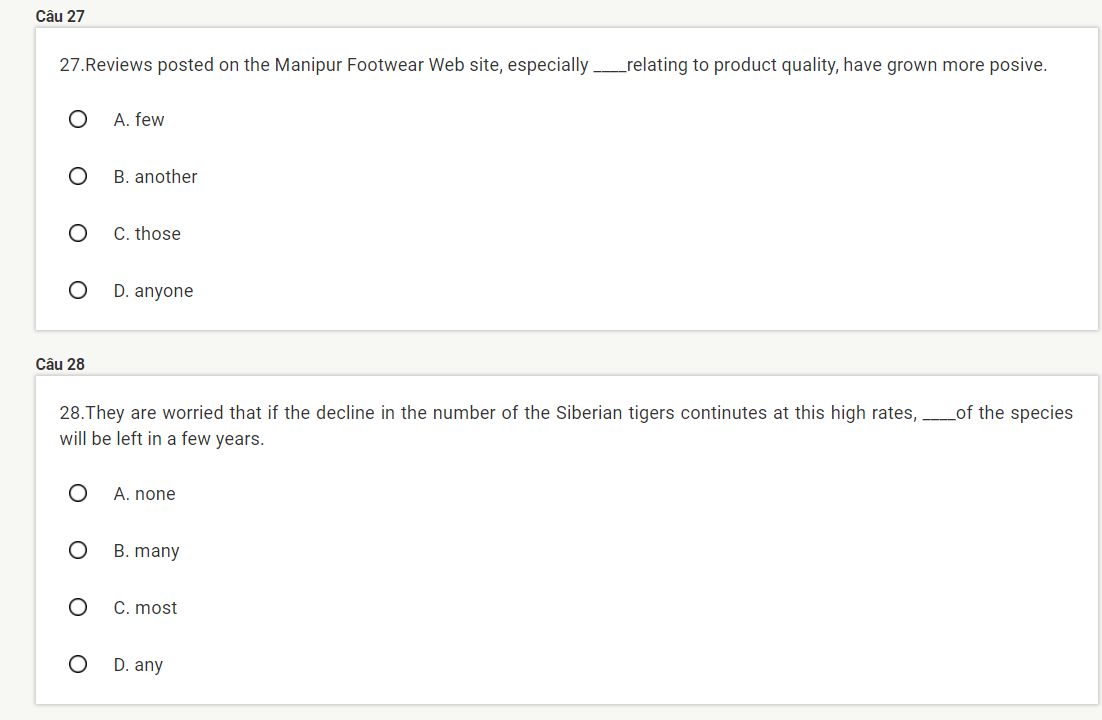 Câu 27
27.Reviews posted on the Manipur Footwear Web site, especially ____relating to product quality, have grown more posive.
A. few
B. another
C. those
D. anyone
Câu 28
28.They are worried that if the decline in the number of the Siberian tigers continutes at this high rates, ____of the species
will be left in a few years.
A. none
B. many
C. most
D. any